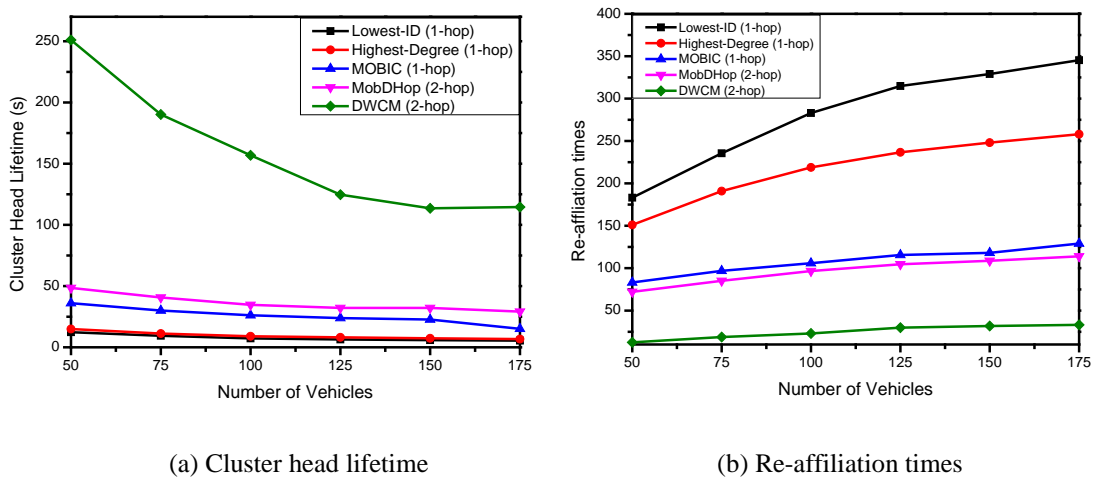 Cluster Head Lifetime (s)
250
200
150
100
50
0
50 75 100 125 150 175
Number of Vehicles
Lowest-ID (1-hop)
Highest-Degree (1-hop)
MOBIC (1-hop)
MobDHop (2-hop)
DWCM (2-hop)
(a) Cluster head lifetime
Re-affliation times
400
350
300
250
200
150
100
50
50 75 100 125 150 175
Number of Vehicles
Lowest-ID (1-hop)
Highest-Degree (1-hop)
MOBIC (1-hop)
MobDHop (2-hop)
DWCM (2-hop)
(b) Re-affiliation times